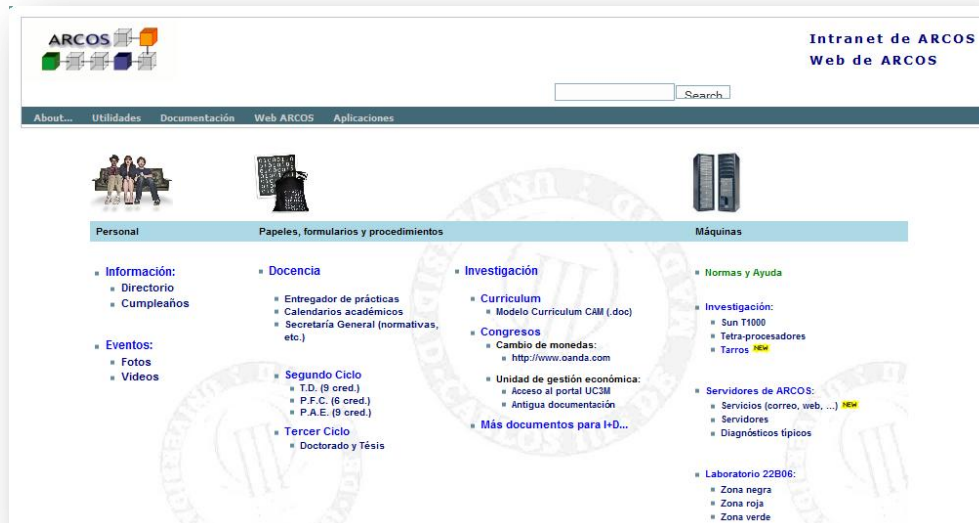 ARCOS
Intranet de ARCOS
Web de ARCOS
Search
About... Utilidades Documentación Web ARCOS Aplicaciones
Personal
Papeles, formularios y procedimientos
Máquinas
Información:
Directorio
Cumpleaños
Eventos:
Fotos
Videos
Docencia
Entregador de prácticas
Calendarios académicos
Secretaría General (normativas,
etc.)
Segundo Ciclo
T.D. (9 cred.)
P.F.C. (6 cred.)
P.A.E. (9 cred.)
Tercer Ciclo
Doctorado y Tésis
Investigación
Curriculum
Modelo Curriculum CAM (.doc)
Congresos
Cambio de monedas:
http://www.oanda.com
Unidad de gestión económica:
Acceso al portal UC3M
Antigua documentación
Más documentos para I+D...
Normas y Ayuda
Investigación:
Sun T1000
Tetra-procesadores
Tarros NEW
Servidores de ARCOS:
Servicios (correo, web, ...) NEW
Servidores
Diagnósticos típicos
Laboratorio 22B06:
Zona negra
Zona roja
Zona verde